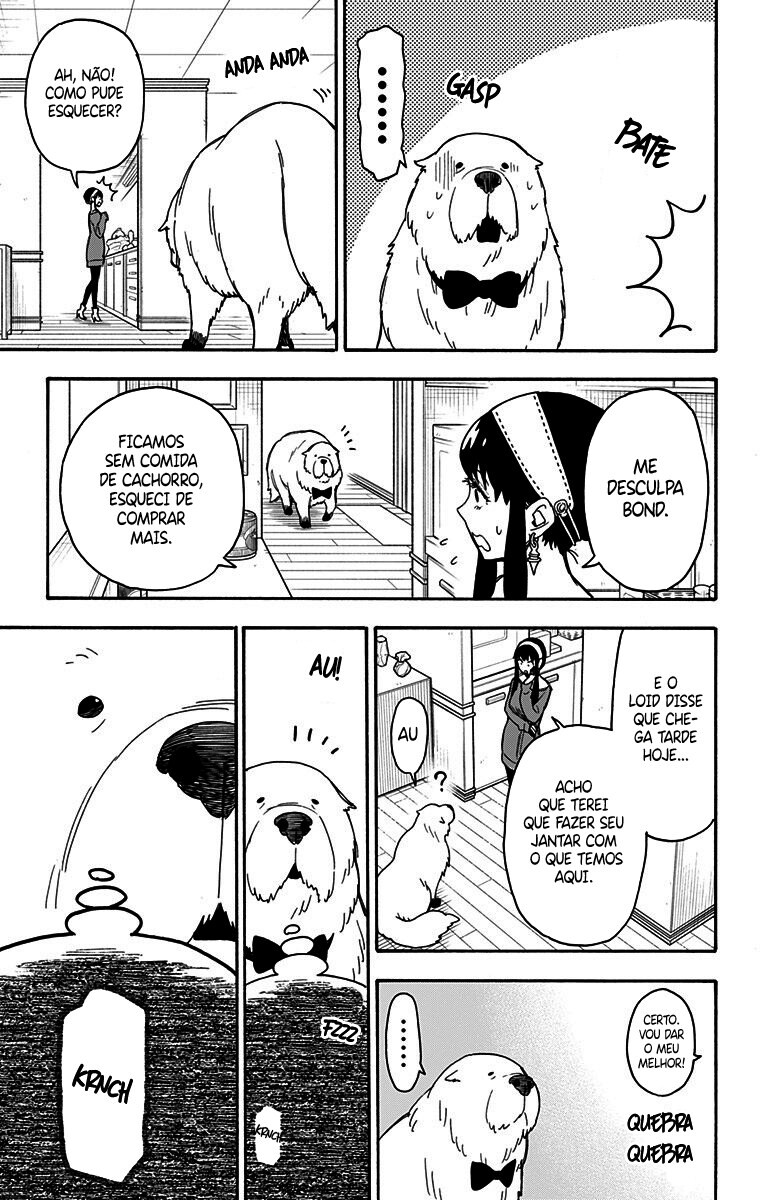 BATE
GASP
......
ANDA ANDA
AH, NÃO!
COMO PUDE
ESQUECER?
ME
DESCULPA
BOND.
FICAMOS
SEM COMIDA
DE CACHORRO,
ESQUECI DE
COMPRAR
MAIS.
E O
LOID DISSE
QUE CHE-
GA TARDE
HOJE...
ACHO
QUE TEREI
QUE FAZER SEU
JANTAR COM
O QUE TEMOS
AQUI.
AU
?
CERTO.
VOU DAR
O MEU
MELHOR!
QUEBRA
QUEBRA
.....
AU!
FZZZ
KRNCH
KRNCH